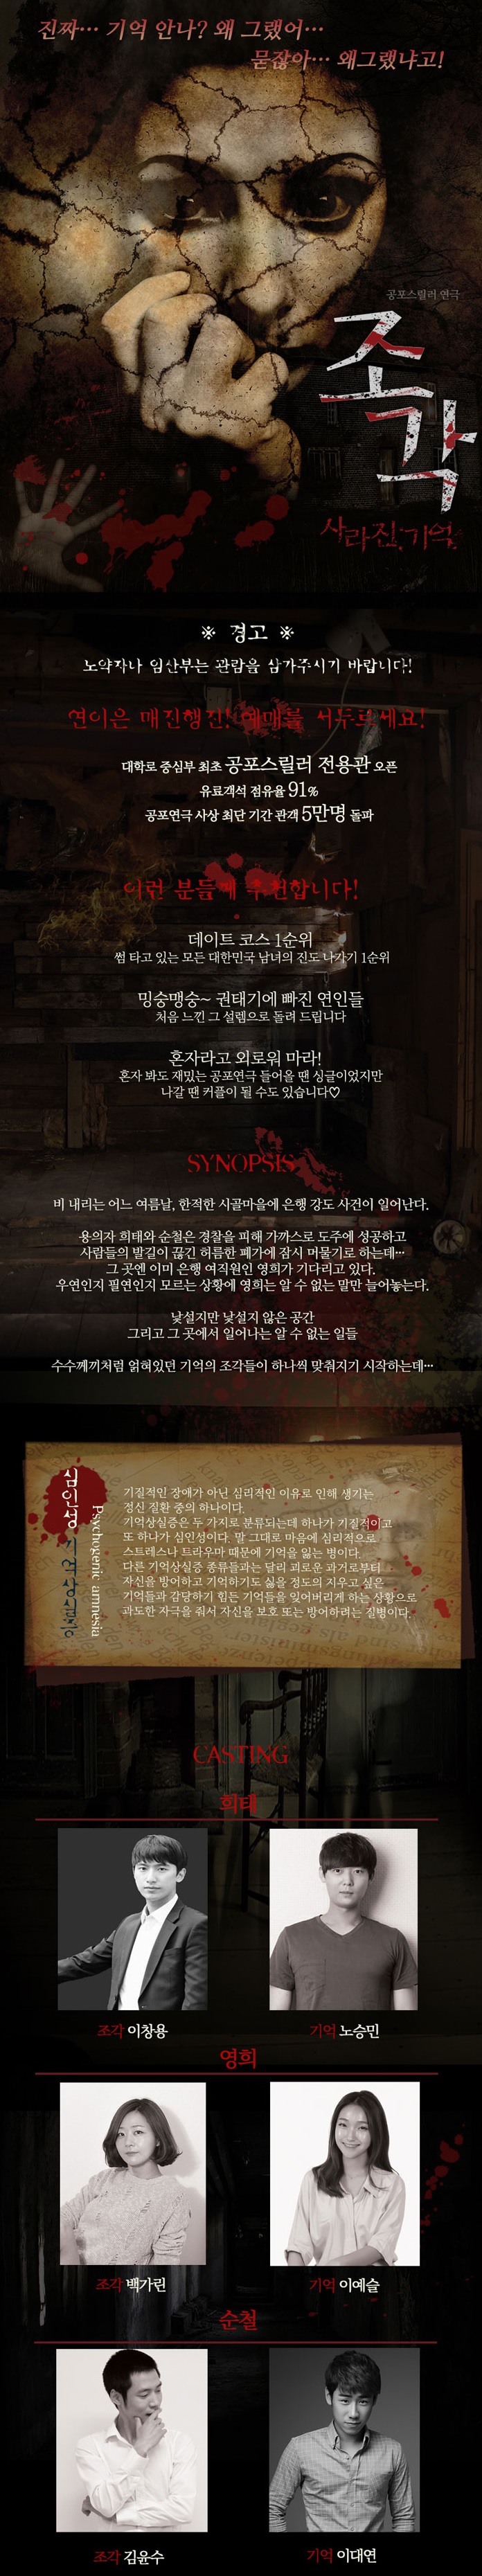 진짜… 기억 안나? 왜 그랬어…
묻잖아… 왜그랬냐고!
공포스릴러 연극
조각
사라진 기억.
※ 경고 ※
노약자나 임산부는 관람을 삼가주시기 바랍니다!
연이은 매진행진! 예매를 서두르세요!
대학로 중심부 최초 공포스릴러 전용관 오픈
유료객석 점유율 91%
공포연극 사상 최단 기간 관객 5만명 돌파
이런 분들께 추천합니다!
데이트 코스 1순위
썸 타고 있는 모든 대한민국 남녀의 진도 나가기 1순위
밍숭맹숭~ 권태기에 빠진 연인들
처음 느낀 그 설렘으로 돌려 드립니다
혼자라고 외로워 마라!
혼자 봐도 재밌는 공포연극 들어올 땐 싱글이었지만
나갈 땐 커플이 될 수도 있습니다♡
SYNOPSIS
비 내리는 어느 여름날, 한적한 시골마을에 은행 강도 사건이 일어난다.
용의자 희태와 순철은 경찰을 피해 가까스로 도주에 성공하고
사람들의 발길이 끊긴 허름한 폐가에 잠시 머물기로 하는데…
그 곳엔 이미 은행 여직원인 영희가 기다리고 있다.
우연인지 필연인지 모르는 상황에 영희는 알 수 없는 말만 늘어놓는다.
낯설지만 낯설지 않은 공간
그리고 그 곳에서 일어나는 알 수 없는 일들
수수께끼처럼 얽혀있던 기억의 조각들이 하나씩 맞춰지기 시작하는데…
심인성 기억상실증
Psychogenic amnesia
기질적인 장애가 아닌 심리적인 이유로 인해 생기는
정신 질환 중의 하나이다.
기억상실증은 두 가지로 분류되는데 하나가 기질적이고
또 하나가 심인성이다. 말 그대로 마음에 심리적으로
스트레스나 트라우마 때문에 기억을 잃는 병이다.
다른 기억상실증 종류들과는 달리 괴로운 과거로부터
자신을 방어하고 기억하기도 싫을 정도의 지우고 싶은
기억들과 감당하기 힘든 기억들을 잊어버리게 하는 상황으로
과도한 자극을 줘서 자신을 보호 또는 방어하려는 질병이다.
CASTING
희태
조각 이창용
기억 노승민
영희
조각 백가린
기억 이예슬
순철
조각 김윤수
기억 이대연